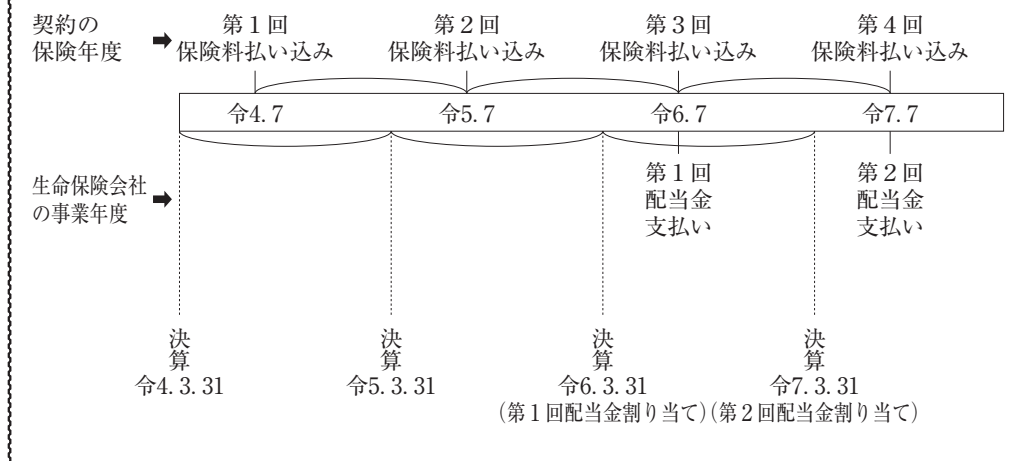 契約の
保険年度
➡
第1回
保険料払い込み
第2回
保険料払い込み
第3回
保険料払い込み
第4回
保険料払い込み
令4.7
令5.7
令6.7
令7.7
生命保険会社
の事業年度
➡
第1回
配当金
支払い
第2回
配当金
支払い
決算
令4.3.31
決算
令5.3.31
決算
令6.3.31
(第1回配当金割り当て)
決算
令7.3.31
(第2回配当金割り当て)